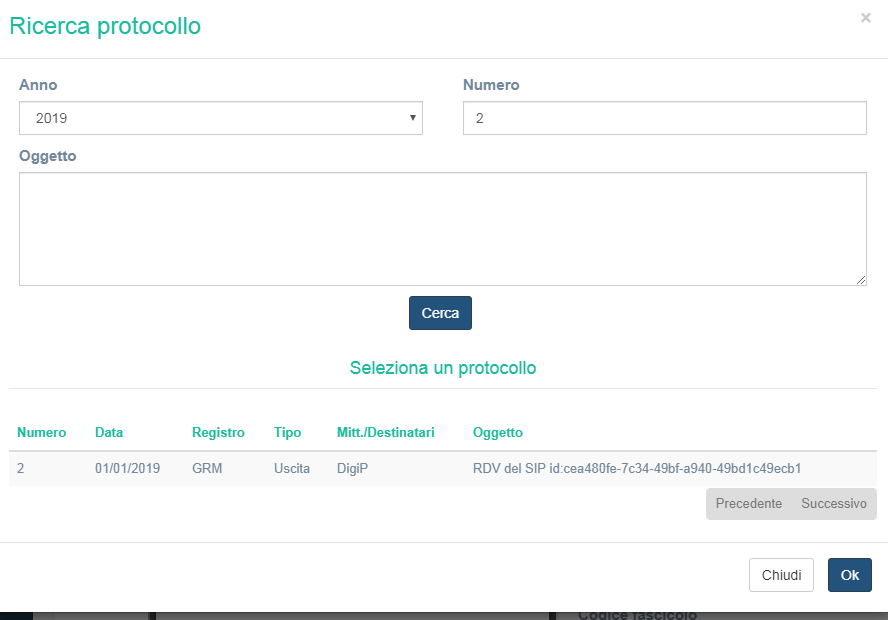 Ricerca protocollo
×
Anno
Numero
2019
2
Oggetto
Cerca
Seleziona un protocollo
Numero Data Registro Tipo Mitt./Destinatari Oggetto
2 01/01/2019 GRM Uscita DigiP RDV del SIP id:cea480fe-7c34-49bf-a940-49bd1c49ecb1
Precedente Successivo
Chiudi Ok
Codice fascicolo